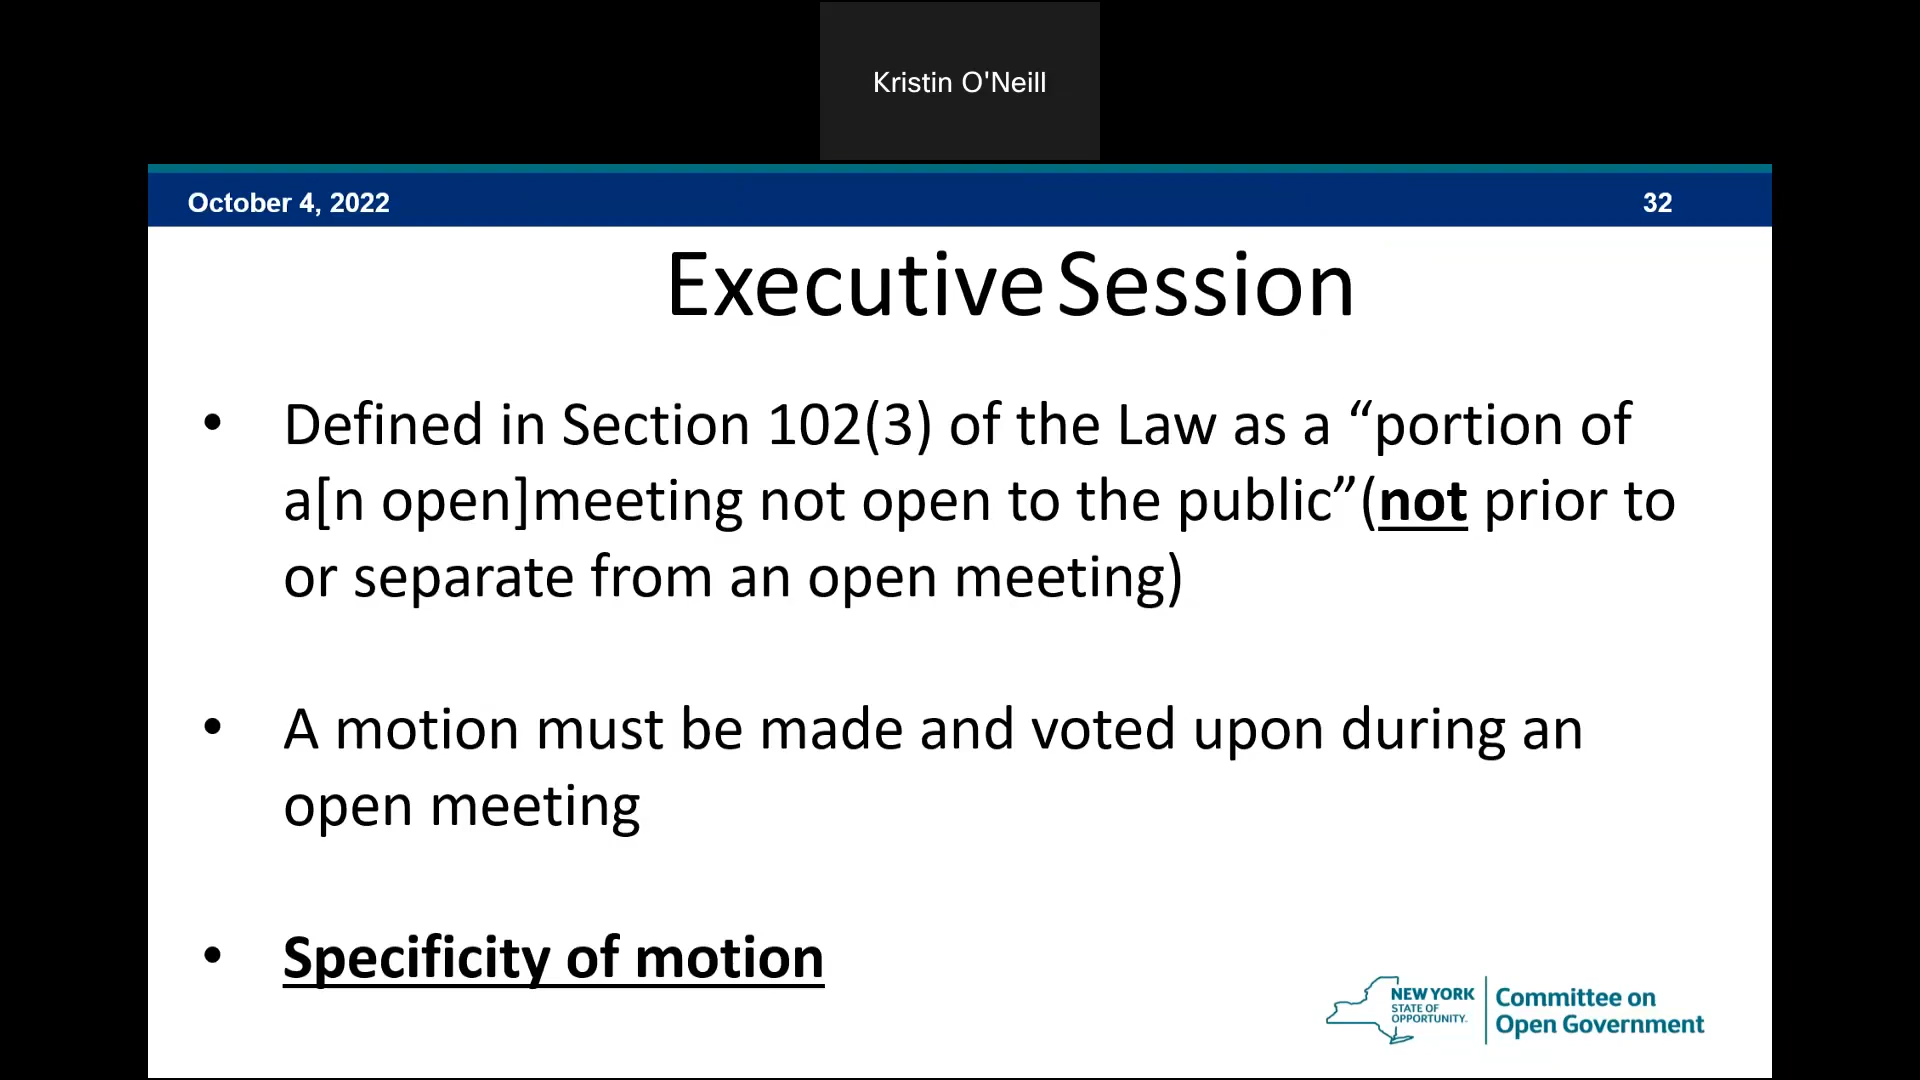 Kristin O'Neill
October 4, 2022
32
Executive Session
• Defined in Section 102(3) of the Law as a “portion of
a[n open]meeting not open to the public”(not prior to
or separate from an open meeting)
• A motion must be made and voted upon during an
open meeting
• Specificity of motion
NEW YORK
STATE OF
OPPORTUNITY.
Committee on
Open Government